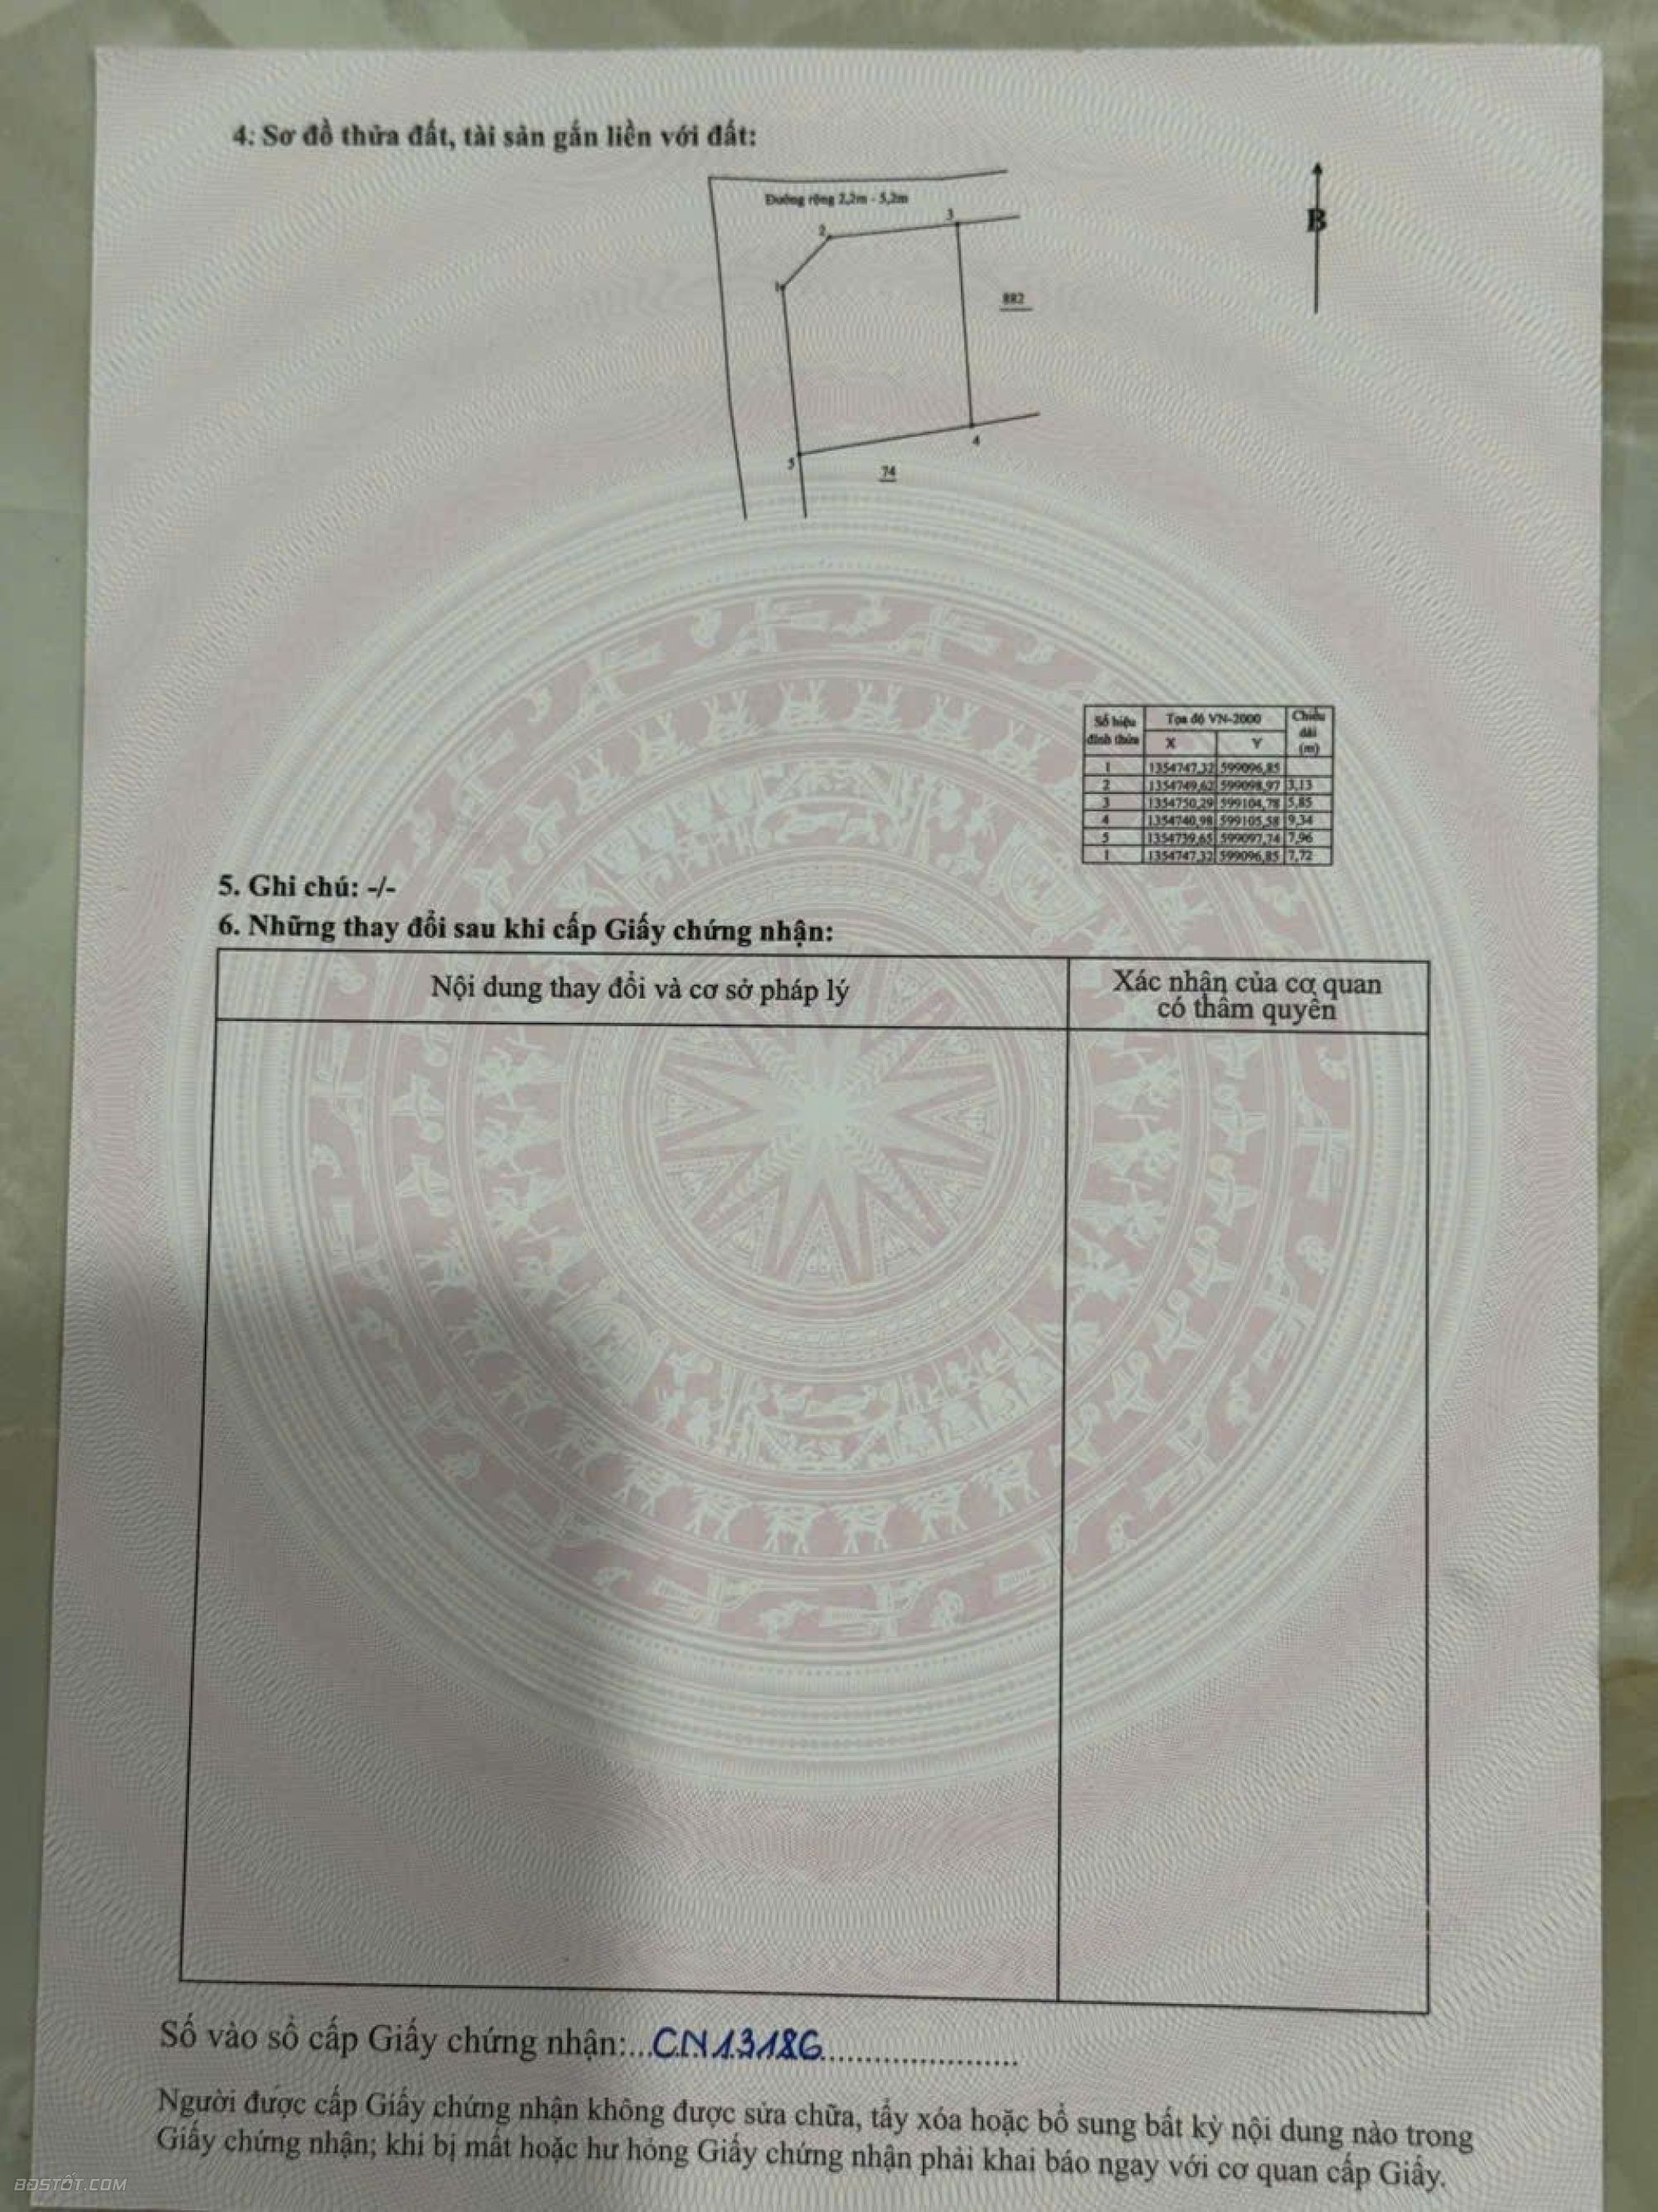 4: Sơ đồ thửa đất, tài sản gắn liền với đất:
Đường rộng 2,2m - 5,2m
B
2
3
1
882
4
5
74
Số hiệu đỉnh thửa Tọa độ VN-2000 Chiều dài (m)
X Y
1 1354747,32 599096,85
2 1354749,62 599098,97 3,13
3 1354750,29 599104,78 5,85
4 1354740,98 599105,58 9,34
5 1354739,65 599097,74 7,96
1 1354747,32 599096,85 7,72
5. Ghi chú: -/-
6. Những thay đổi sau khi cấp Giấy chứng nhận:
Nội dung thay đổi và cơ sở pháp lý
Xác nhận của cơ quan
có thẩm quyền
Số vào sổ cấp Giấy chứng nhận:...CN13186......................
Người được cấp Giấy chứng nhận không được sửa chữa, tẩy xóa hoặc bổ sung bất kỳ nội dung nào trong
Giấy chứng nhận; khi bị mất hoặc hư hỏng Giấy chứng nhận phải khai báo ngay với cơ quan cấp Giấy.
BĐSTỐT.COM